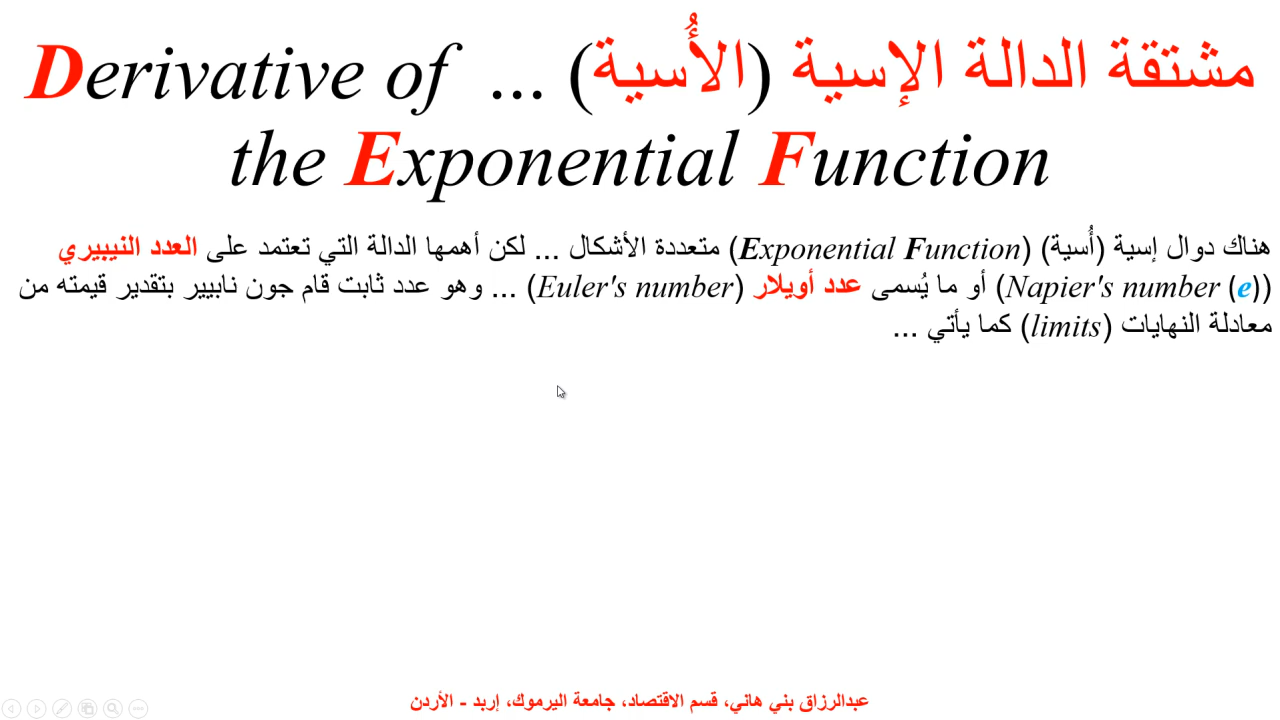 مشتقة الدالة الإسية (الأُسية) ... Derivative of
the Exponential Function
هناك دوال إسية (أُسية) (Exponential Function) متعددة الأشكال ... لكن أهمها الدالة التي تعتمد على العدد النيبيري
(Napier's number (e)) أو ما يُسمى عدد أويلار (Euler's number) ... وهو عدد ثابت قام جون نابيير بتقدير قيمته من
معادلة النهايات (limits) كما يأتي ...
عبدالرزاق بني هاني، قسم الاقتصاد، جامعة اليرموك، إربد - الأردن